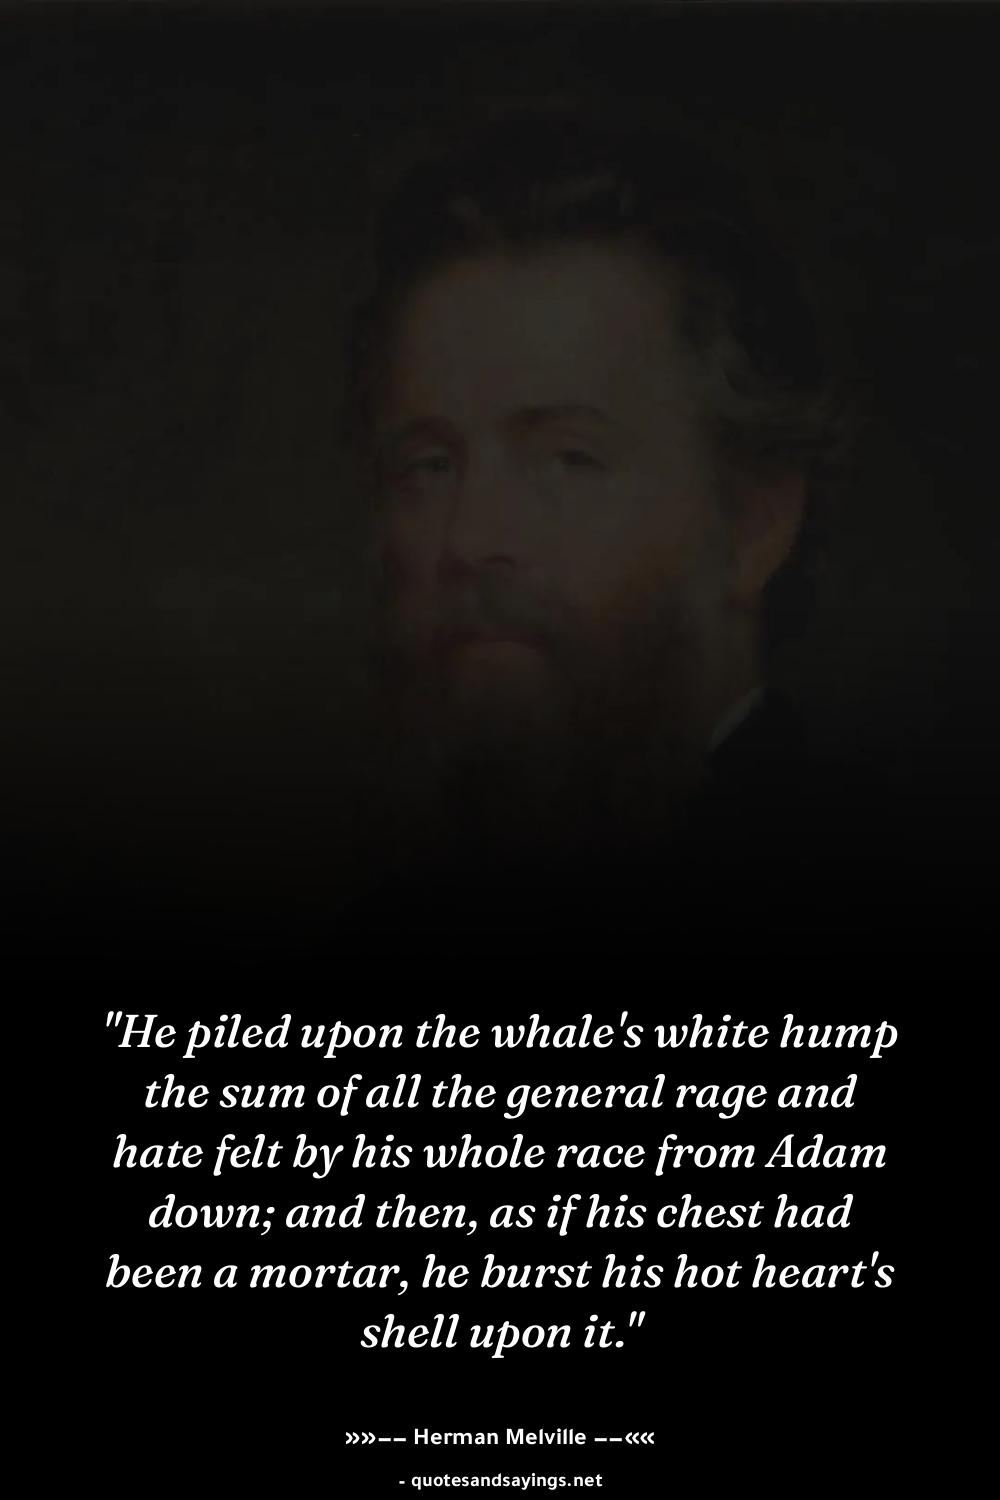 "He piled upon the whale's white hump
the sum of all the general rage and
hate felt by his whole race from Adam
down; and then, as if his chest had
been a mortar, he burst his hot heart's
shell upon it."
»»–– Herman Melville ––««
- quotesandsayings.net